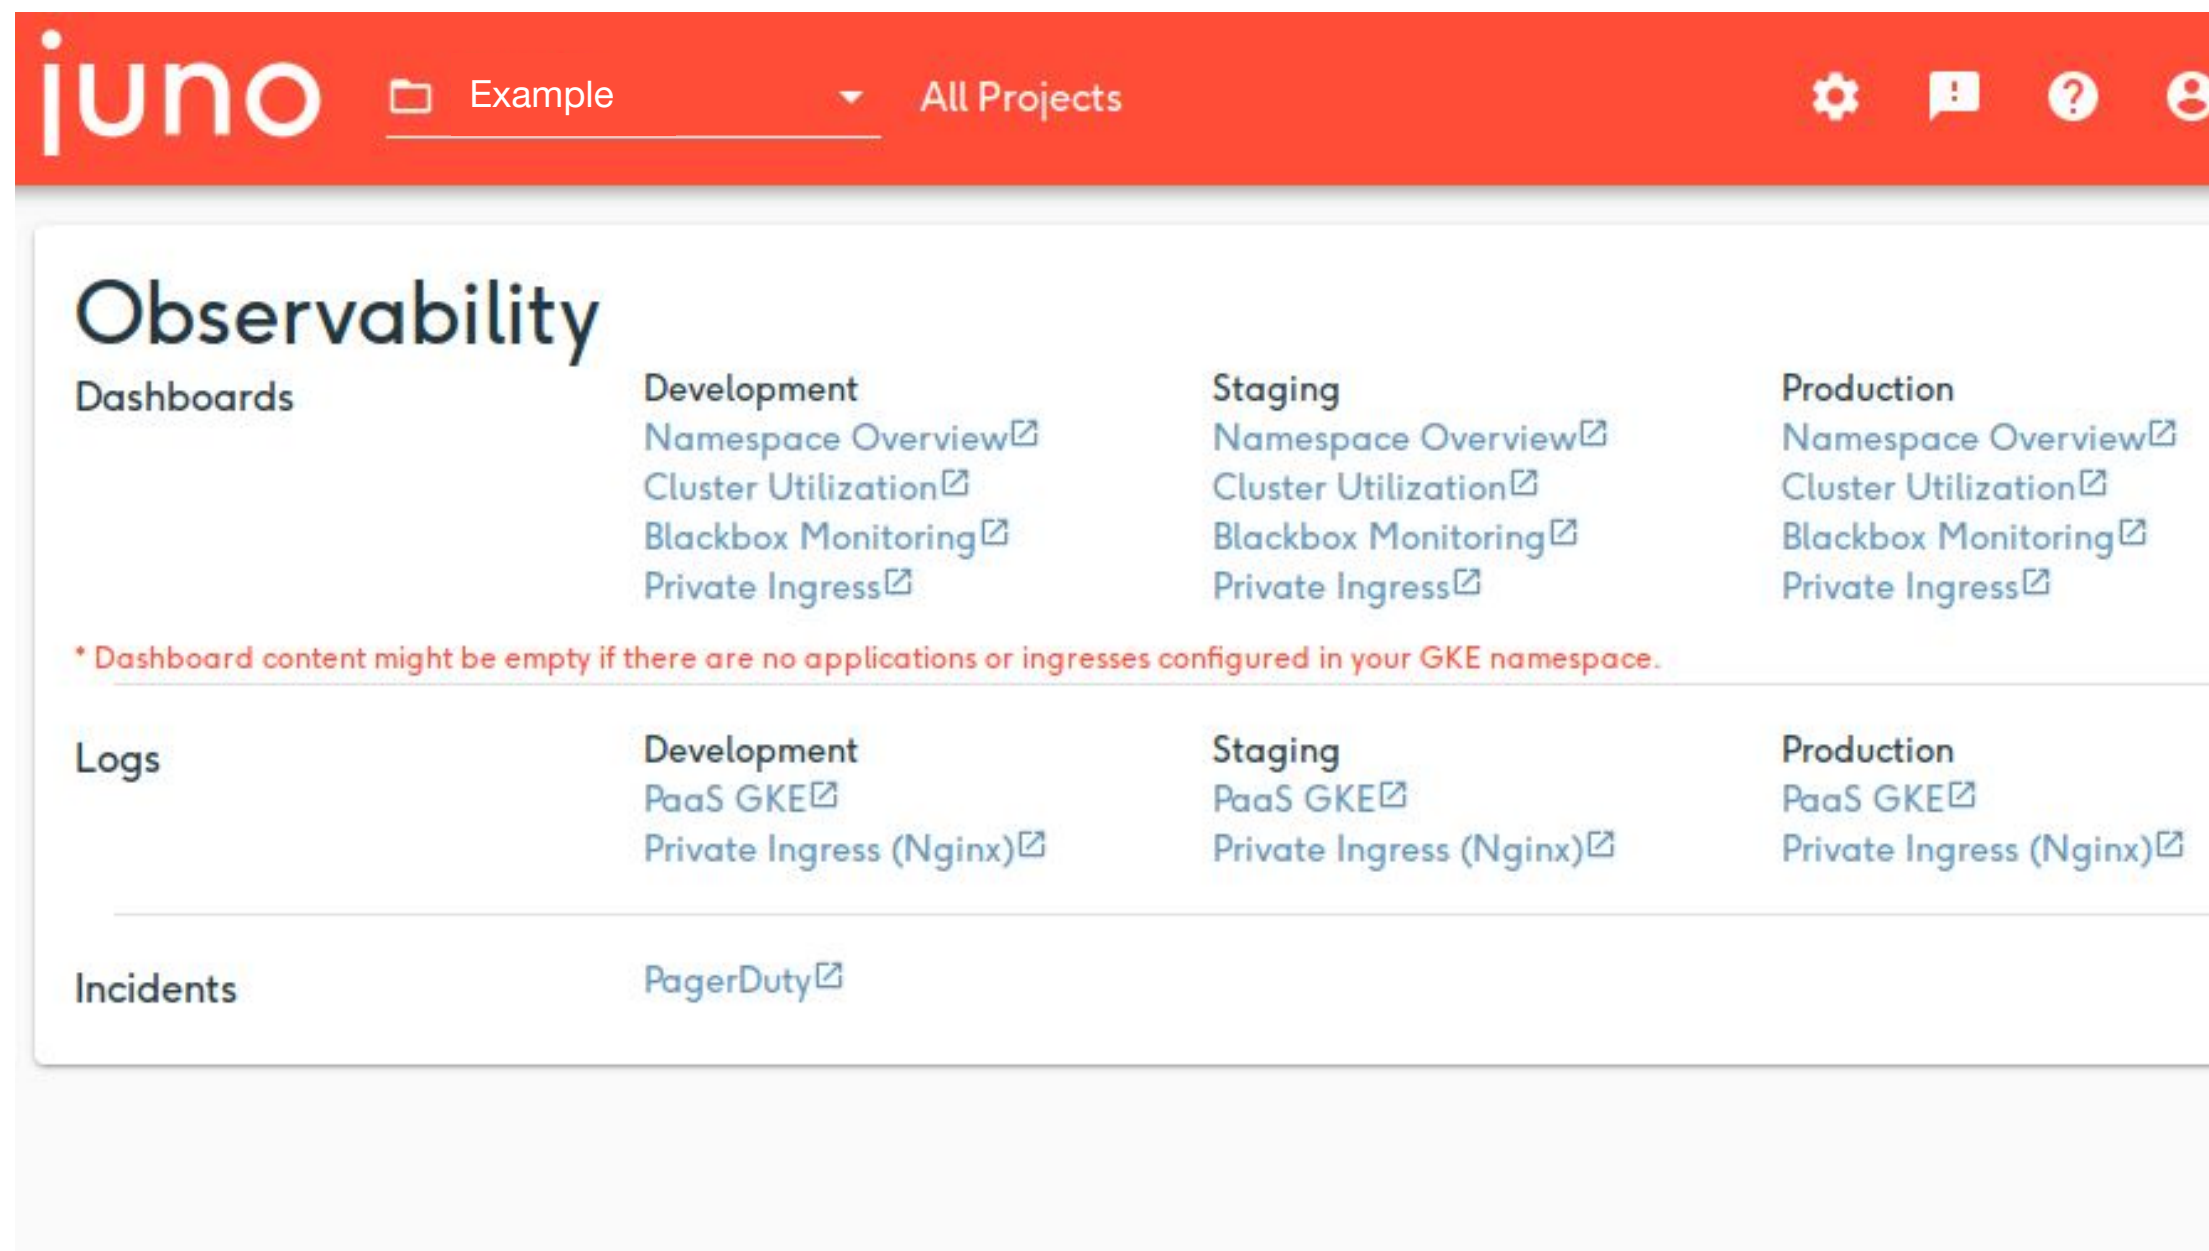 juno Example All Projects
Observability
Dashboards Development Staging Production
Namespace Overview Namespace Overview Namespace Overview
Cluster Utilization Cluster Utilization Cluster Utilization
Blackbox Monitoring Blackbox Monitoring Blackbox Monitoring
Private Ingress Private Ingress Private Ingress
* Dashboard content might be empty if there are no applications or ingresses configured in your GKE namespace.
Logs Development Staging Production
PaaS GKE PaaS GKE PaaS GKE
Private Ingress (Nginx) Private Ingress (Nginx) Private Ingress (Nginx)
Incidents PagerDuty